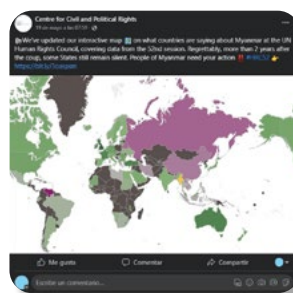 Centre for Civil and Political Rights
We've updated our interactive map on what countries are saying about Myanmar at the UN
Human Rights Council, covering data from the 52nd session. Regrettably, more than 2 years after
the coup, some States still remain silent. People of Myanmar need your action
Me gusta
Comentar
Compartir
Escribe un comentario...